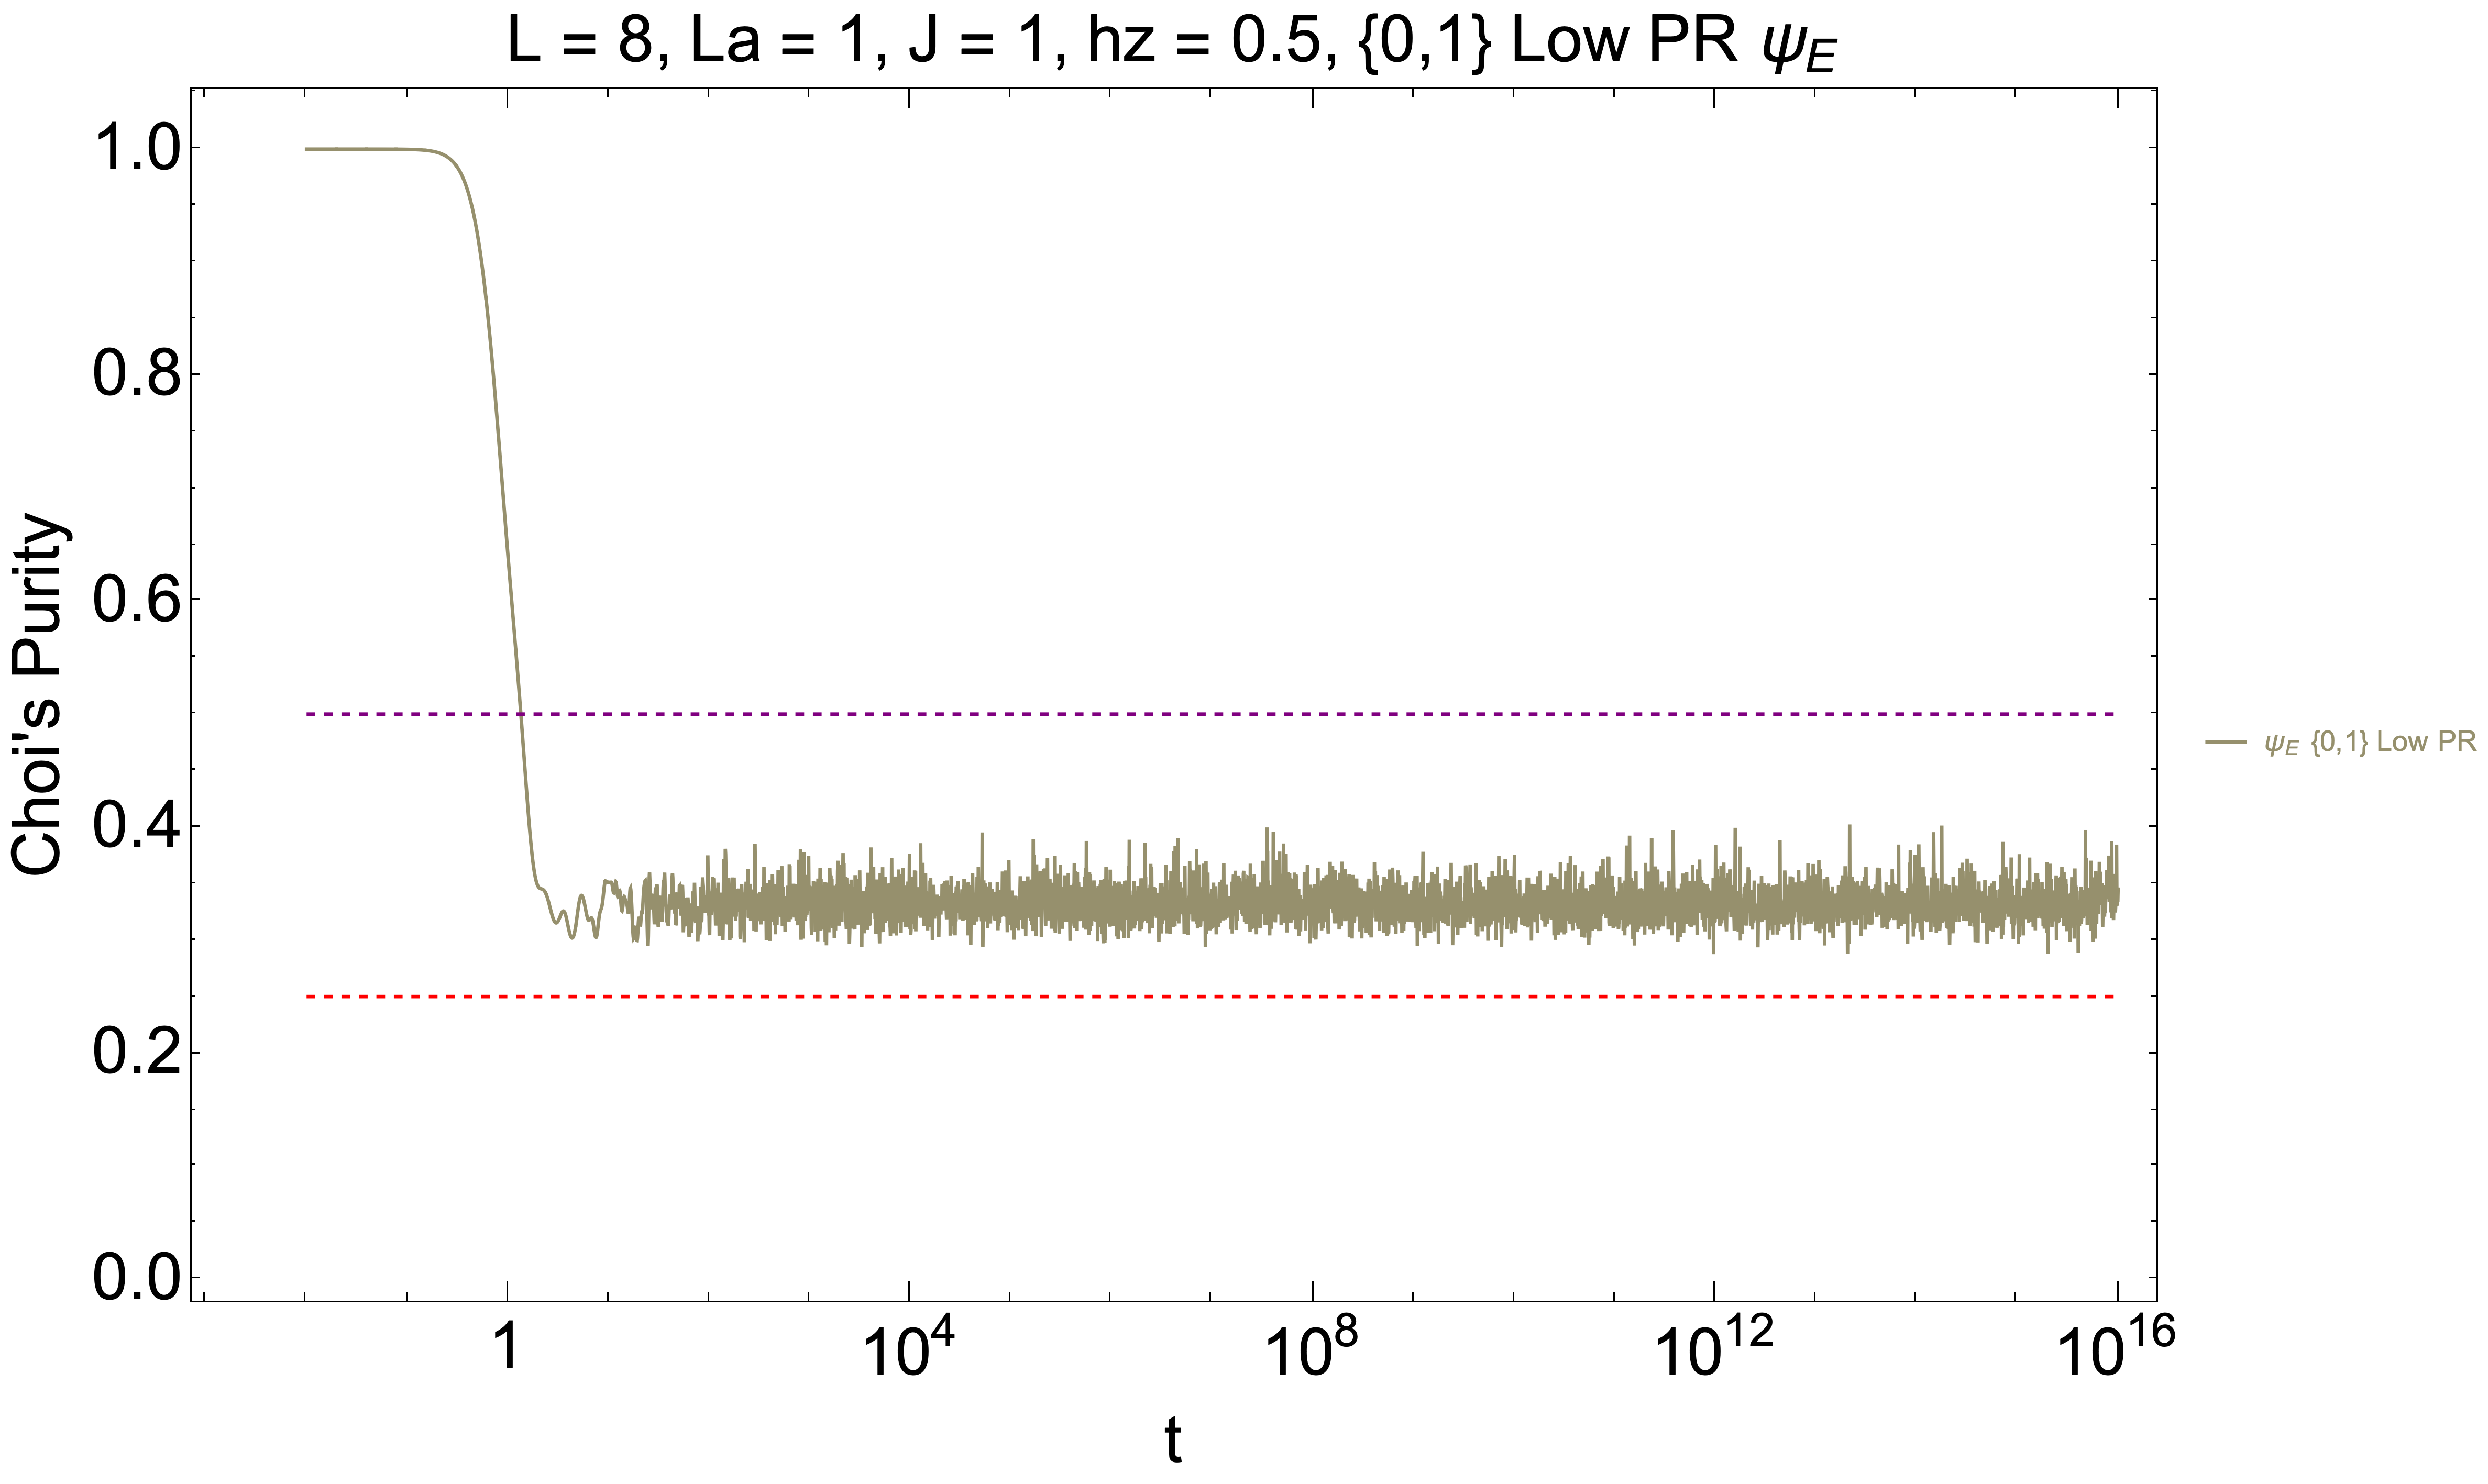 L = 8, La = 1, J = 1, hz = 0.5, {0,1} Low PR ψE
1.0
0.8
0.6
0.4
0.2
0.0
Choi's Purity
1
10^4
10^8
10^12
10^16
t
ψE {0,1} Low PR